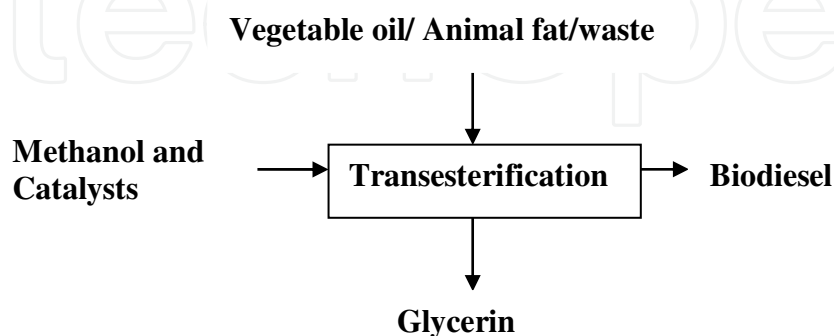 Vegetable oil/ Animal fat/waste
Methanol and
Catalysts
Transesterification
Biodiesel
Glycerin